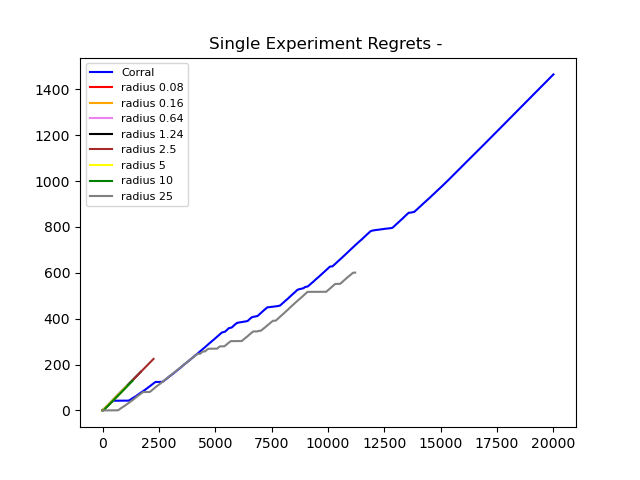 Single Experiment Regrets -
Corral
radius 0.08
radius 0.16
radius 0.64
radius 1.24
radius 2.5
radius 5
radius 10
radius 25
1400
1200
1000
800
600
400
200
0
0 2500 5000 7500 10000 12500 15000 17500 20000